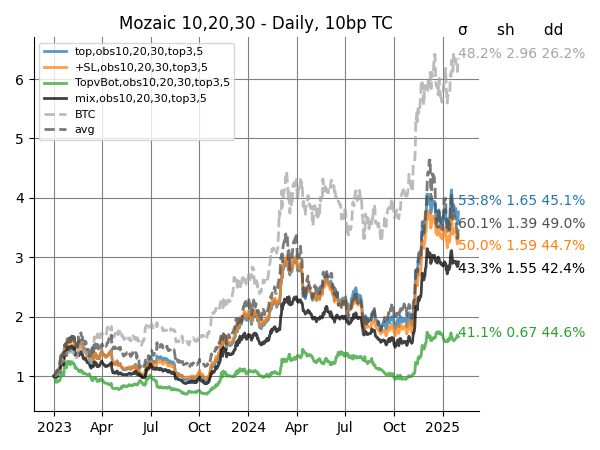 Mozaic 10,20,30 - Daily, 10bp TC
σ sh dd
top,obs10,20,30,top3,5
+SL,obs10,20,30,top3,5
TopvBot,obs10,20,30,top3,5
mix,obs10,20,30,top3,5
BTC
avg
48.2% 2.96 26.2%
53.8% 1.65 45.1%
60.1% 1.39 49.0%
50.0% 1.59 44.7%
43.3% 1.55 42.4%
41.1% 0.67 44.6%
6
5
4
3
2
1
2023 Apr Jul Oct 2024 Apr Jul Oct 2025